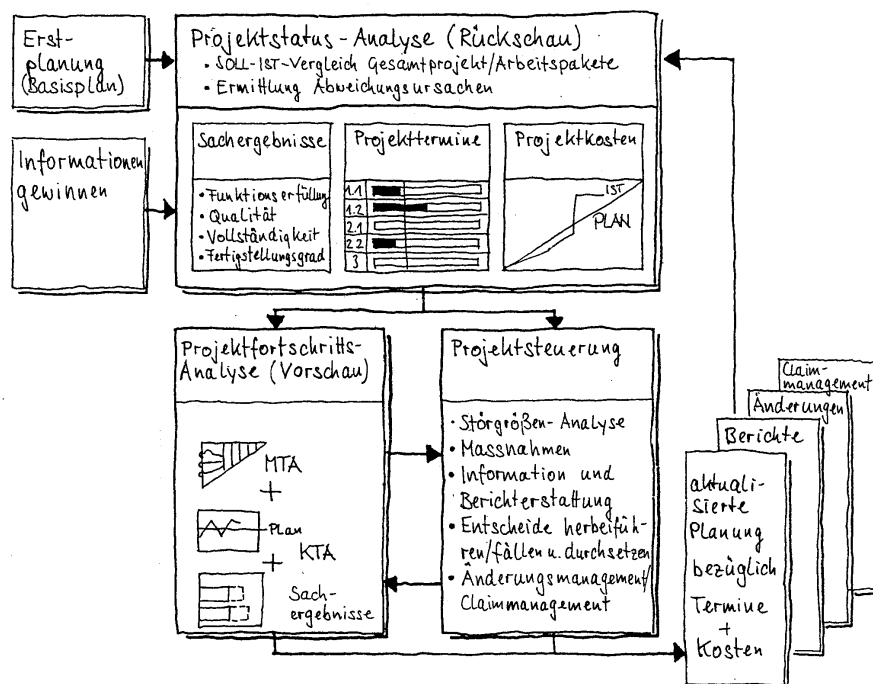 Erst-
planung
(Basisplan)
Informationen
gewinnen
Projektstatus-Analyse (Rückschau)
• SOLL-IST-Vergleich Gesamtprojekt/Arbeitspakete
• Ermittlung Abweichungsursachen
Sachergebnisse
• Funktionserfüllung
• Qualität
• Vollständigkeit
• Fertigstellungsgrad
Projekttermine
1.1
1.2
2.1
2.2
3
Projektkosten
IST
PLAN
Projektfortschritts-
Analyse (Vorschau)
MTA
+
Plan
+ KTA
Sach-
ergebnisse
Projektsteuerung
• Störgrößen-Analyse
• Massnahmen
• Information und
Berichterstattung
• Entscheide herbeifüh-
ren/fällen u. durchsetzen
• Änderungsmanagement/
Claimmanagement
Claim-
management
Änderungen
Berichte
aktuali-
sierte
Planung
bezüglich
Termine
+
Kosten